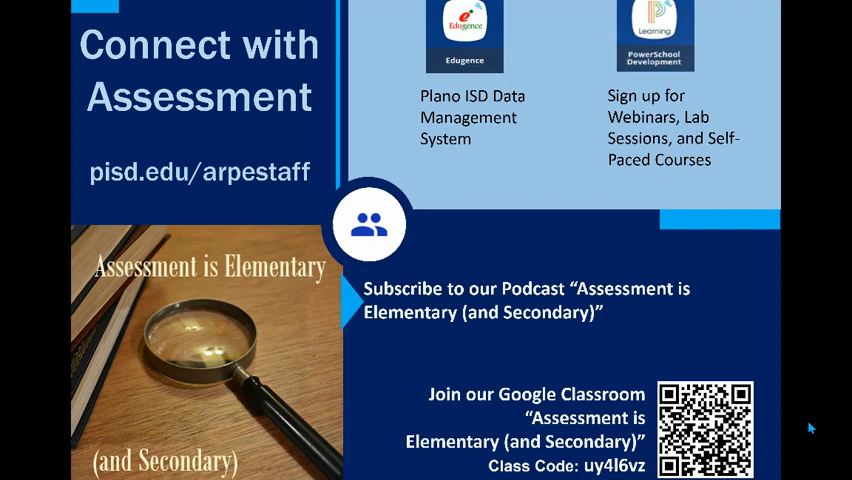 Connect with
Assessment
pisd.edu/arpestaff
Edugence
Edugence
Plano ISD Data
Management
System
Learning
PowerSchool
Development
Sign up for
Webinars, Lab
Sessions, and Self-
Paced Courses
Assessment is Elementary
(and Secondary)
Subscribe to our Podcast “Assessment is
Elementary (and Secondary)”
Join our Google Classroom
“Assessment is
Elementary (and Secondary)”
Class Code: uy4l6vz